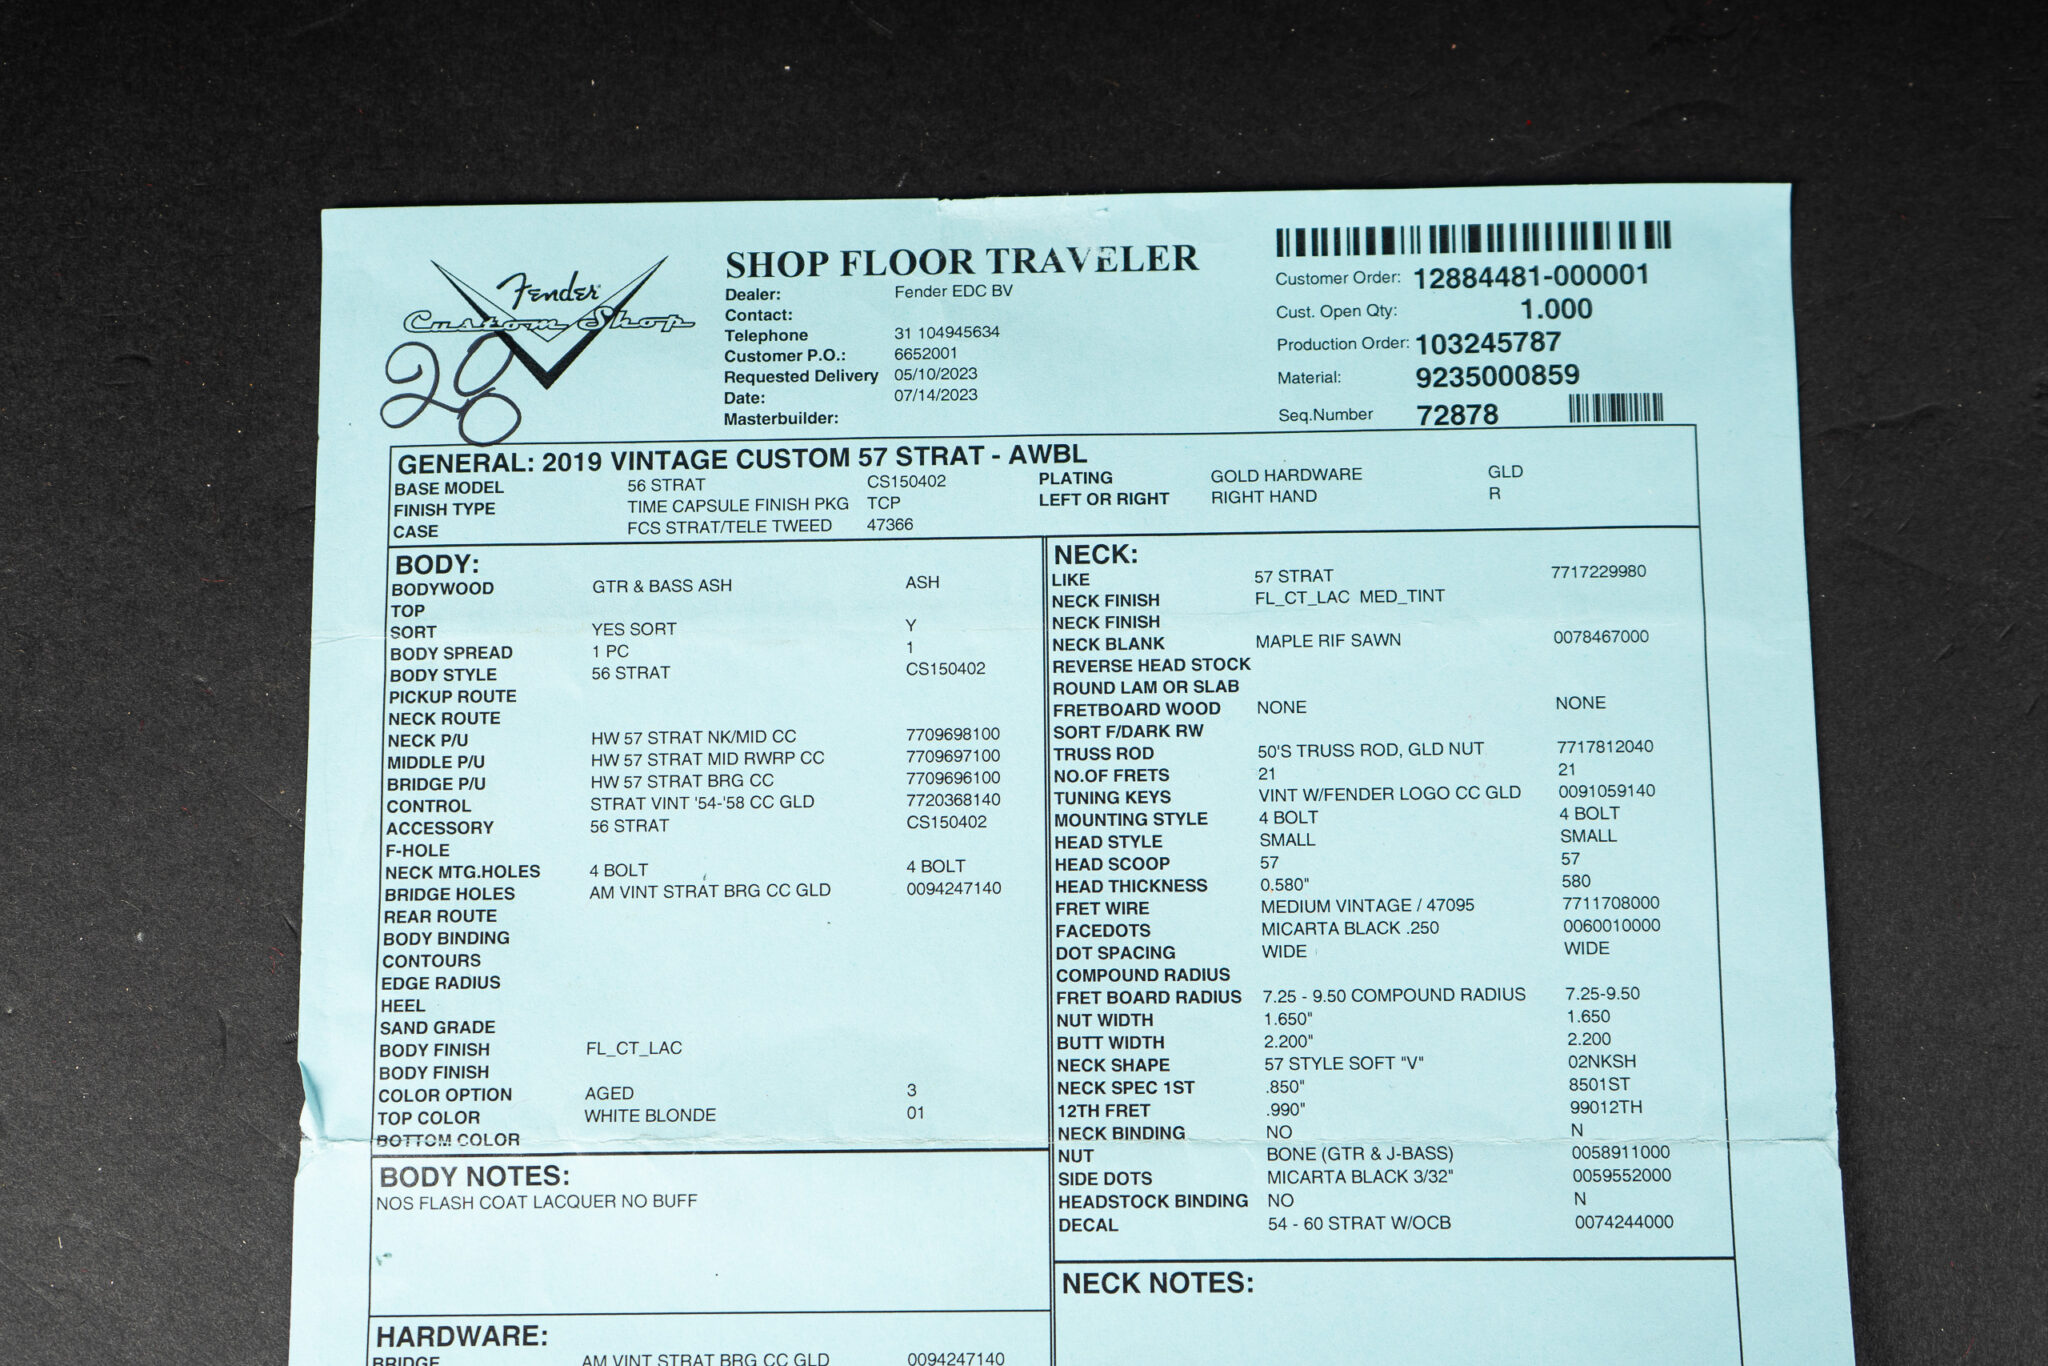 Fender
Custom Shop
SHOP FLOOR TRAVELER
Dealer: Fender EDC BV
Contact:
Telephone 31 104945634
Customer P.O.: 6652001
Requested Delivery 05/10/2023
Date: 07/14/2023
Masterbuilder:
Customer Order: 12884481-000001
Cust. Open Qty: 1.000
Production Order: 103245787
Material: 9235000859
Seq.Number 72878
GENERAL: 2019 VINTAGE CUSTOM 57 STRAT - AWBL
BASE MODEL 56 STRAT CS150402 PLATING GOLD HARDWARE GLD
FINISH TYPE TIME CAPSULE FINISH PKG TCP LEFT OR RIGHT RIGHT HAND R
CASE FCS STRAT/TELE TWEED 47366
BODY:
BODYWOOD GTR & BASS ASH ASH
TOP
SORT YES SORT Y
BODY SPREAD 1 PC 1
BODY STYLE 56 STRAT CS150402
PICKUP ROUTE
NECK ROUTE
NECK P/U HW 57 STRAT NK/MID CC 7709698100
MIDDLE P/U HW 57 STRAT MID RWRP CC 7709697100
BRIDGE P/U HW 57 STRAT BRG CC 7709696100
CONTROL STRAT VINT '54-'58 CC GLD 7720368140
ACCESSORY 56 STRAT CS150402
F-HOLE
NECK MTG.HOLES 4 BOLT 4 BOLT
BRIDGE HOLES AM VINT STRAT BRG CC GLD 0094247140
REAR ROUTE
BODY BINDING
CONTOURS
EDGE RADIUS
HEEL
SAND GRADE
BODY FINISH FL_CT_LAC
BODY FINISH
COLOR OPTION AGED 3
TOP COLOR WHITE BLONDE 01
BOTTOM COLOR
BODY NOTES:
NOS FLASH COAT LACQUER NO BUFF
HARDWARE:
BRIDGE AM VINT STRAT BRG CC GLD 0094247140
NECK:
LIKE 57 STRAT 7717229980
NECK FINISH FL_CT_LAC MED_TINT
NECK FINISH
NECK BLANK MAPLE RIF SAWN 0078467000
REVERSE HEAD STOCK
ROUND LAM OR SLAB
FRETBOARD WOOD NONE NONE
SORT F/DARK RW
TRUSS ROD 50'S TRUSS ROD, GLD NUT 7717812040
NO.OF FRETS 21 21
TUNING KEYS VINT W/FENDER LOGO CC GLD 0091059140
MOUNTING STYLE 4 BOLT 4 BOLT
HEAD STYLE SMALL SMALL
HEAD SCOOP 57 57
HEAD THICKNESS 0.580" 580
FRET WIRE MEDIUM VINTAGE / 47095 7711708000
FACEDOTS MICARTA BLACK .250 0060010000
DOT SPACING WIDE WIDE
COMPOUND RADIUS
FRET BOARD RADIUS 7.25 - 9.50 COMPOUND RADIUS 7.25-9.50
NUT WIDTH 1.650" 1.650
BUTT WIDTH 2.200" 2.200
NECK SHAPE 57 STYLE SOFT "V" 02NKSH
NECK SPEC 1ST .850" 8501ST
12TH FRET .990" 99012TH
NECK BINDING NO N
NUT BONE (GTR & J-BASS) 0058911000
SIDE DOTS MICARTA BLACK 3/32" 0059552000
HEADSTOCK BINDING NO N
DECAL 54 - 60 STRAT W/OCB 0074244000
NECK NOTES: